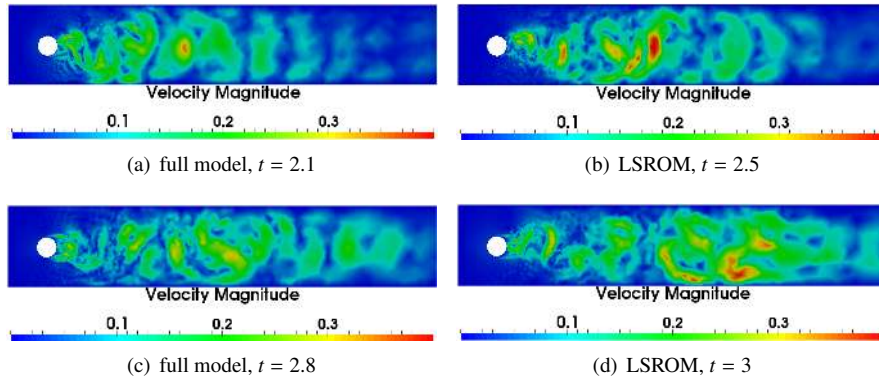 Velocity Magnitude
0.1 0.2 0.3
(a) full model, t = 2.1
Velocity Magnitude
0.1 0.2 0.3
(b) LSROM, t = 2.5
Velocity Magnitude
0.1 0.2 0.3
(c) full model, t = 2.8
Velocity Magnitude
0.1 0.2 0.3
(d) LSROM, t = 3